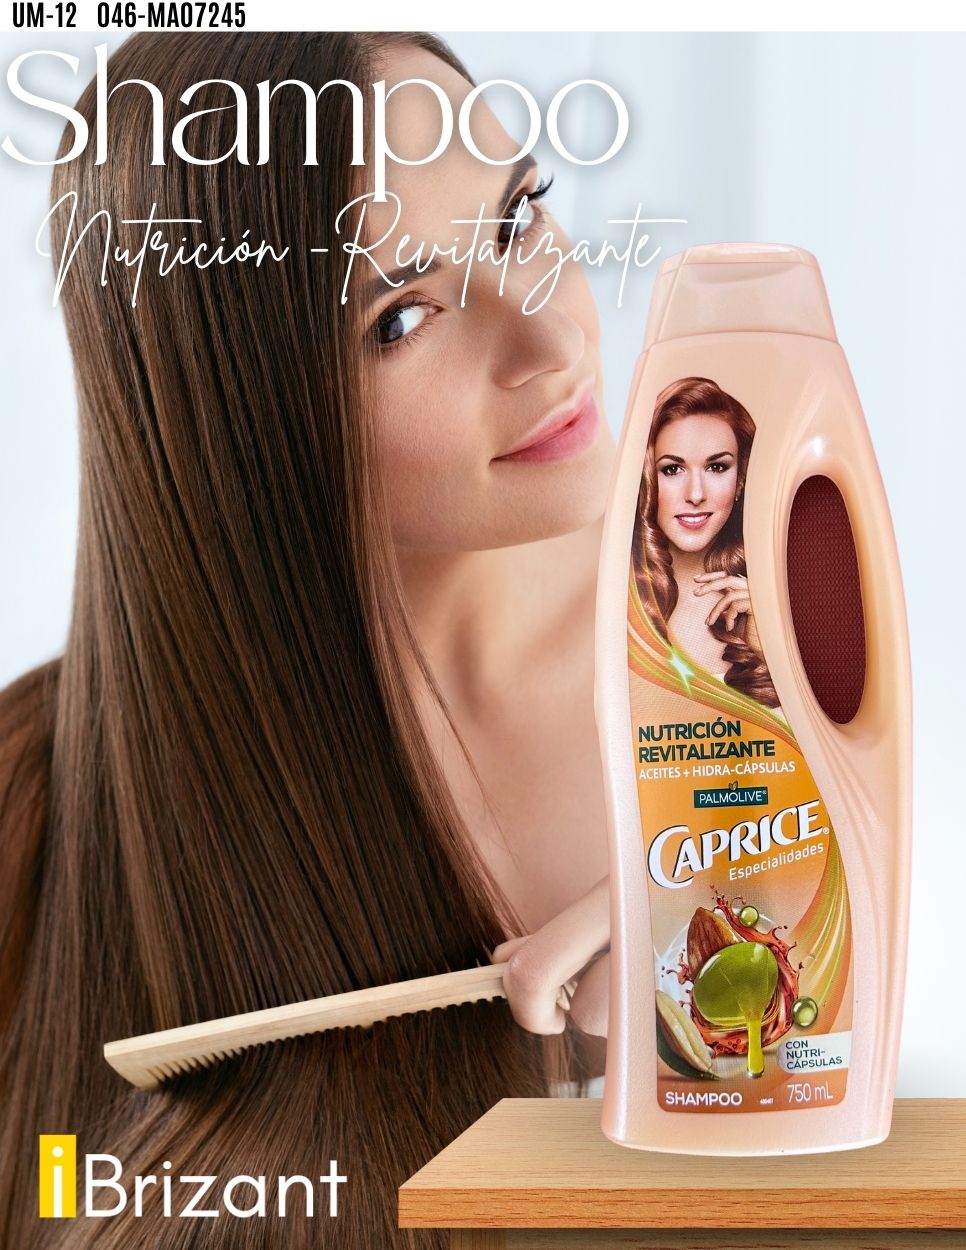 UM-12 046-MA07245
Shampoo
Nutrición - Revitalizante
NUTRICIÓN
REVITALIZANTE
ACEITES + HIDRA-CÁPSULAS
PALMOLIVE®
CAPRICE®
Especialidades
CON
NUTRI-
CÁPSULAS
SHAMPOO 750 mL
iBrizant